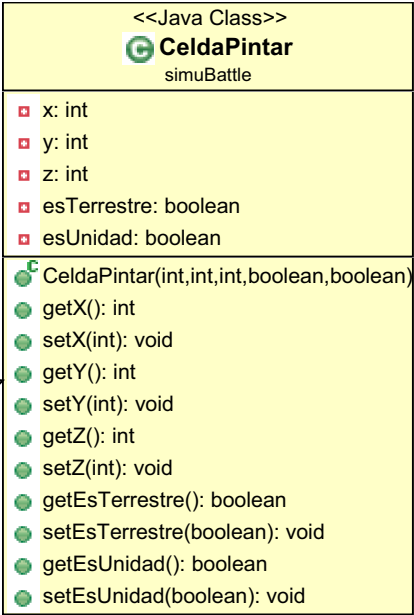 <<Java Class>>
CeldaPintar
simuBattle
x: int
y: int
z: int
esTerrestre: boolean
esUnidad: boolean
CeldaPintar(int,int,int,boolean,boolean)
getX(): int
setX(int): void
getY(): int
setY(int): void
getZ(): int
setZ(int): void
getEsTerrestre(): boolean
setEsTerrestre(boolean): void
getEsUnidad(): boolean
setEsUnidad(boolean): void